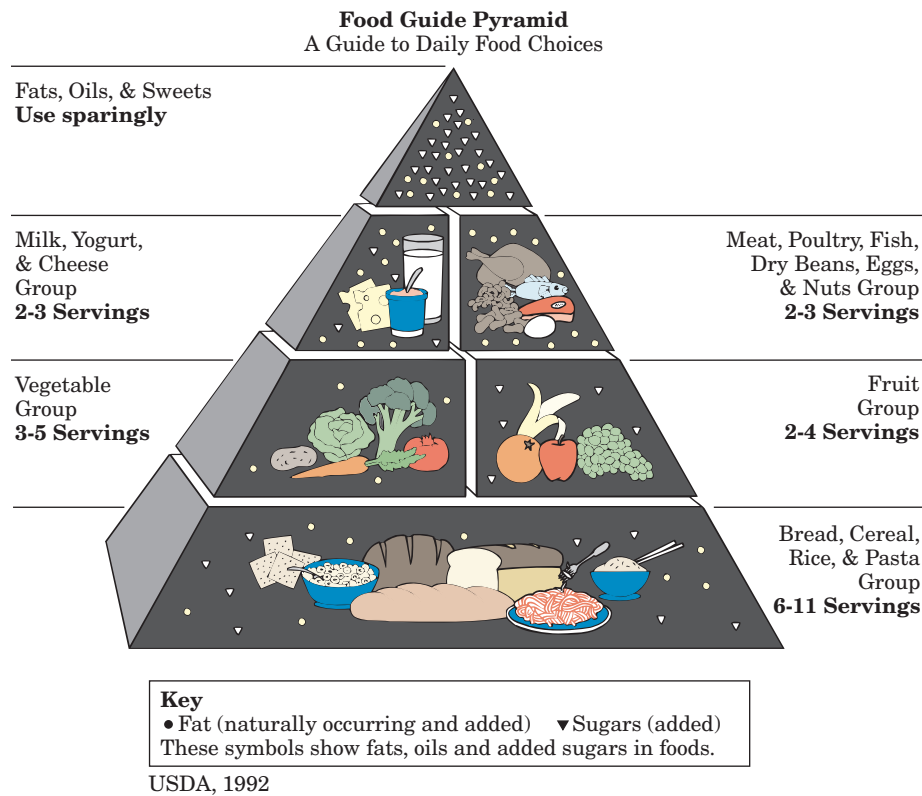 Food Guide Pyramid
A Guide to Daily Food Choices
Fats, Oils, & Sweets
Use sparingly
Milk, Yogurt,
& Cheese
Group
2-3 Servings
Meat, Poultry, Fish,
Dry Beans, Eggs,
& Nuts Group
2-3 Servings
Vegetable
Group
3-5 Servings
Fruit
Group
2-4 Servings
Bread, Cereal,
Rice, & Pasta
Group
6-11 Servings
Key
● Fat (naturally occurring and added) ▼ Sugars (added)
These symbols show fats, oils and added sugars in foods.
USDA, 1992